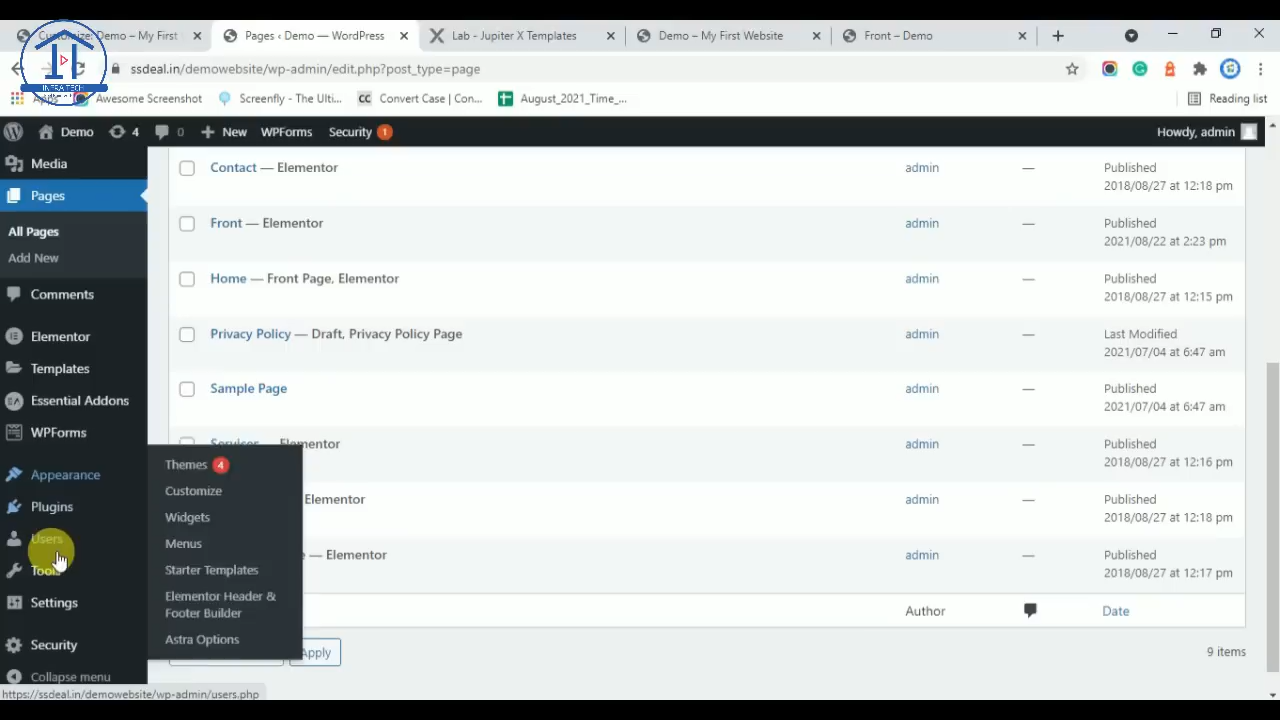 Customize: Demo – My First
Pages ‹ Demo — WordPress
Lab - Jupiter X Templates
Demo – My First Website
Front – Demo
ssdeal.in/demowebsite/wp-admin/edit.php?post_type=page
INFRA TECH
Apps
Awesome Screenshot
Screenfly - The Ulti...
CC Convert Case | Con...
August_2021_Time_...
Reading list
Demo
4
0
New
WPForms
Security 1
Howdy, admin
Media
Pages
All Pages
Add New
Comments
Elementor
Templates
Essential Addons
WPForms
Appearance
Plugins
Users
Tools
Settings
Security
Collapse menu
Themes 4
Customize
Widgets
Menus
Starter Templates
Elementor Header &
Footer Builder
Astra Options
Contact — Elementor
admin
—
Published
2018/08/27 at 12:18 pm
Front — Elementor
admin
—
Published
2021/08/22 at 2:23 pm
Home — Front Page, Elementor
admin
—
Published
2018/08/27 at 12:15 pm
Privacy Policy — Draft, Privacy Policy Page
admin
—
Last Modified
2021/07/04 at 6:47 am
Sample Page
admin
—
Published
2021/07/04 at 6:47 am
Services — Elementor
admin
—
Published
2018/08/27 at 12:16 pm
Elementor
admin
—
Published
2018/08/27 at 12:18 pm
— Elementor
admin
—
Published
2018/08/27 at 12:17 pm
Author
Date
Apply
9 items
https://ssdeal.in/demowebsite/wp-admin/users.php